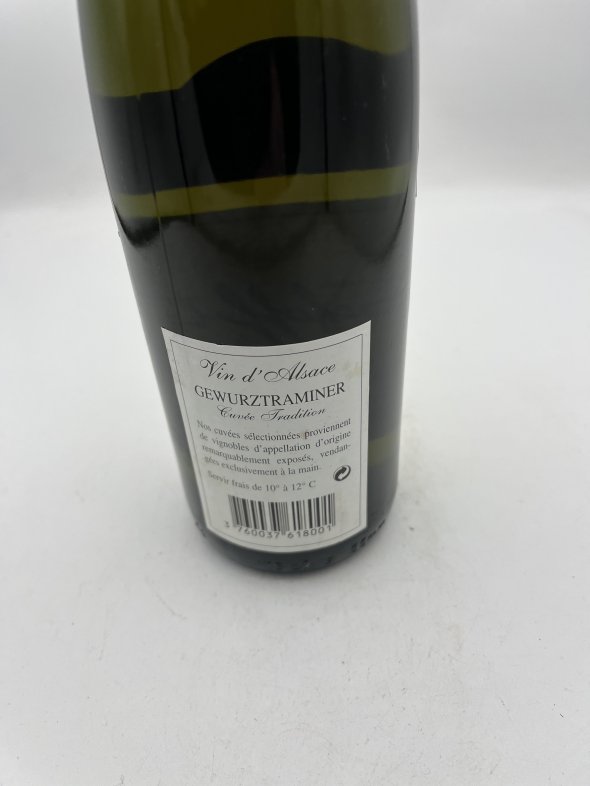 Vin d'Alsace
GEWURZTRAMINER
Cuvée Tradition
Nos cuvées sélectionnées proviennent
de vignobles d'appellation d'origine
remarquablement exposés, vendan-
gées exclusivement à la main.
Servir frais de 10° à 12° C
3 760037 618001